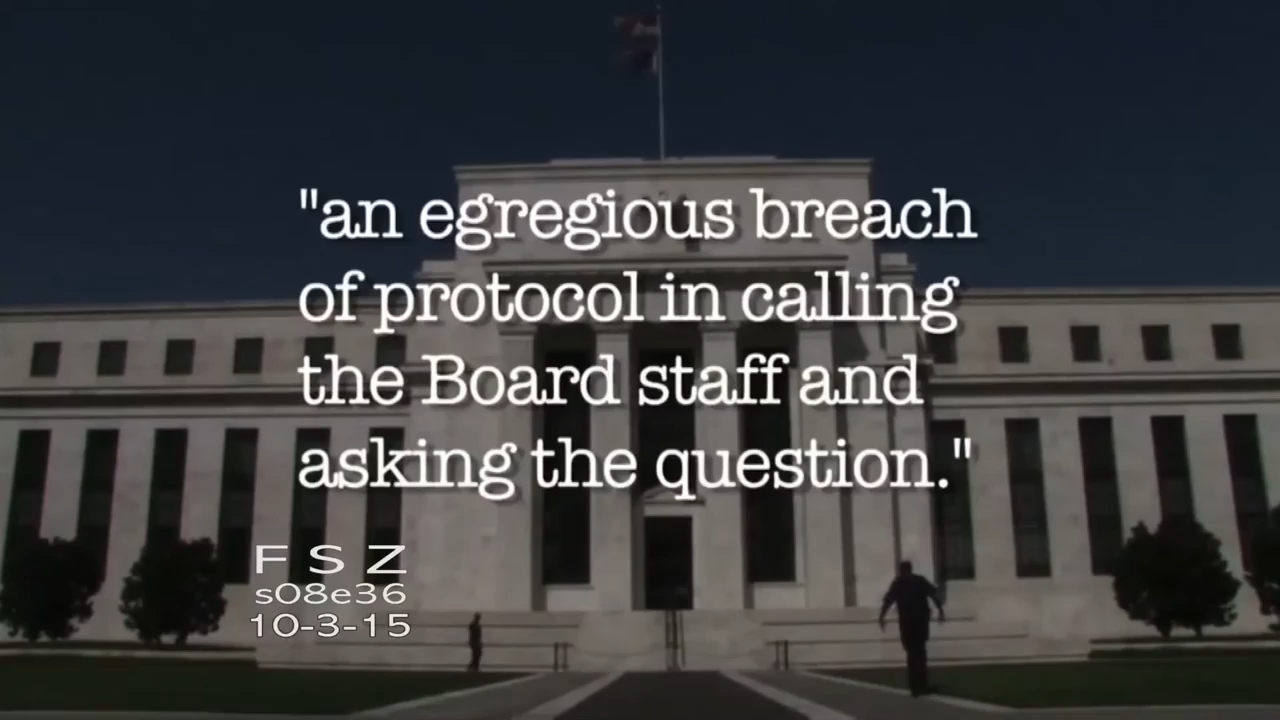 "an egregious breach
of protocol in calling
the Board staff and
asking the question."
F S Z
s08e36
10-3-15